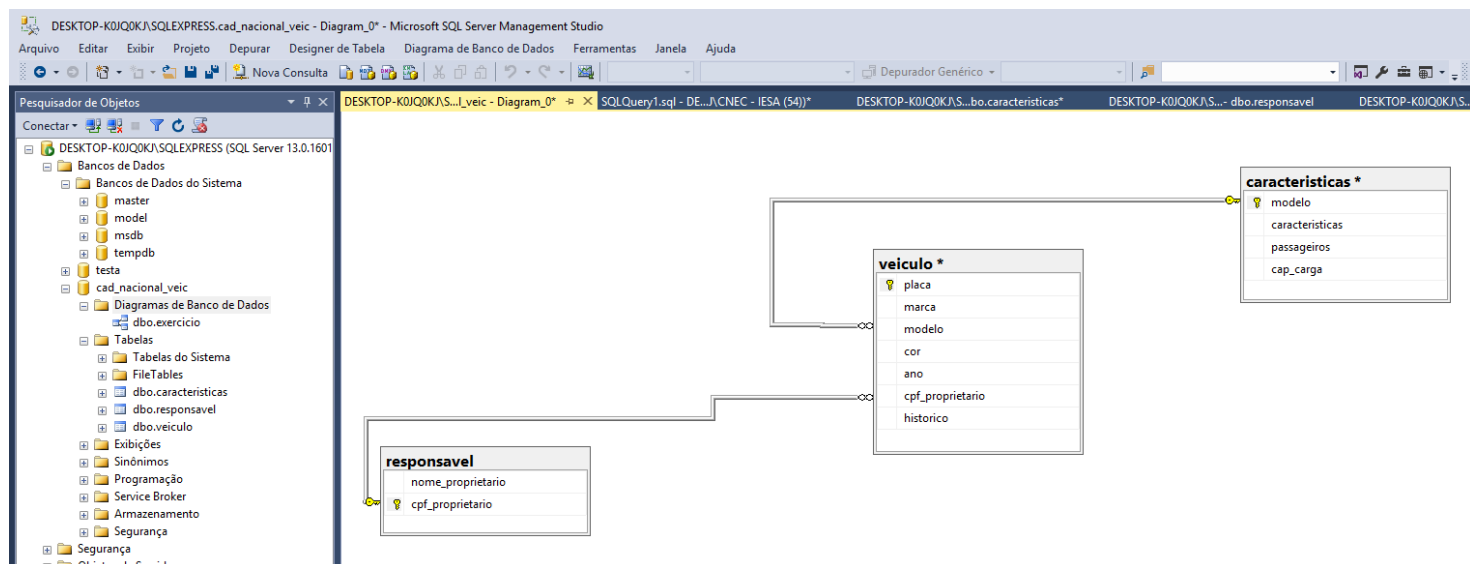 DESKTOP-K0JQ0KJ\SQLEXPRESS.cad_nacional_veic - Diagram_0* - Microsoft SQL Server Management Studio
Arquivo Editar Exibir Projeto Depurar Designer de Tabela Diagrama de Banco de Dados Ferramentas Janela Ajuda
Nova Consulta Depurador Genérico
Pesquisador de Objetos
DESKTOP-K0JQ0KJ\S...l_veic - Diagram_0* SQLQuery1.sql - DE...J\CNEC - IESA (54))* DESKTOP-K0JQ0KJ\S...bo.caracteristicas* DESKTOP-K0JQ0KJ\S...- dbo.responsavel DESKTOP-K0JQ0KJ\S...
Conectar
DESKTOP-K0JQ0KJ\SQLEXPRESS (SQL Server 13.0.1601
Bancos de Dados
Bancos de Dados do Sistema
master
model
msdb
tempdb
testa
cad_nacional_veic
Diagramas de Banco de Dados
dbo.exercicio
Tabelas
Tabelas do Sistema
FileTables
dbo.caracteristicas
dbo.responsavel
dbo.veiculo
Exibições
Sinônimos
Programação
Service Broker
Armazenamento
Segurança
Segurança
caracteristicas *
modelo
caracteristicas
passageiros
cap_carga
veiculo *
placa
marca
modelo
cor
ano
cpf_proprietario
historico
responsavel
nome_proprietario
cpf_proprietario